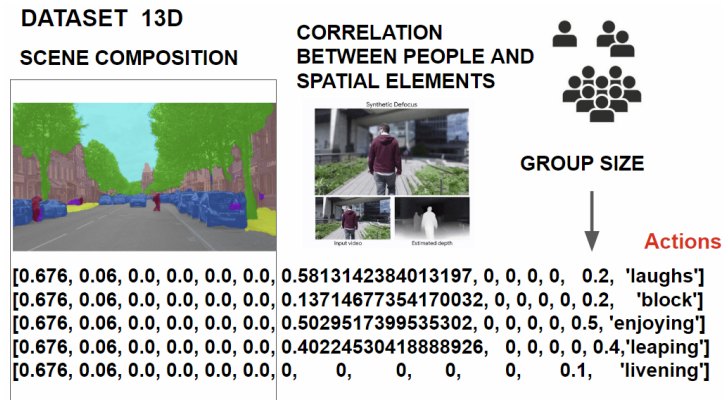 DATASET 13D
SCENE COMPOSITION
CORRELATION
BETWEEN PEOPLE AND
SPATIAL ELEMENTS
Synthetic Defocus
Input video
Estimated depth
GROUP SIZE
Actions
[0.676, 0.06, 0.0, 0.0, 0.0, 0.0, 0.5813142384013197, 0, 0, 0, 0, 0.2, 'laughs']
[0.676, 0.06, 0.0, 0.0, 0.0, 0.0, 0.13714677354170032, 0, 0, 0, 0, 0.2, 'block']
[0.676, 0.06, 0.0, 0.0, 0.0, 0.0, 0.5029517399535302, 0, 0, 0, 0, 0.5, 'enjoying']
[0.676, 0.06, 0.0, 0.0, 0.0, 0.0, 0.40224530418888926, 0, 0, 0, 0, 0.4,'leaping']
[0.676, 0.06, 0.0, 0.0, 0.0, 0.0, 0, 0, 0, 0, 0, 0.1, 'livening']